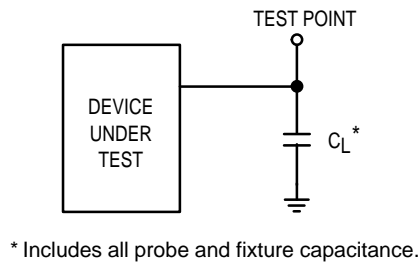 TEST POINT
DEVICE
UNDER
TEST
CL*
* Includes all probe and fixture capacitance.